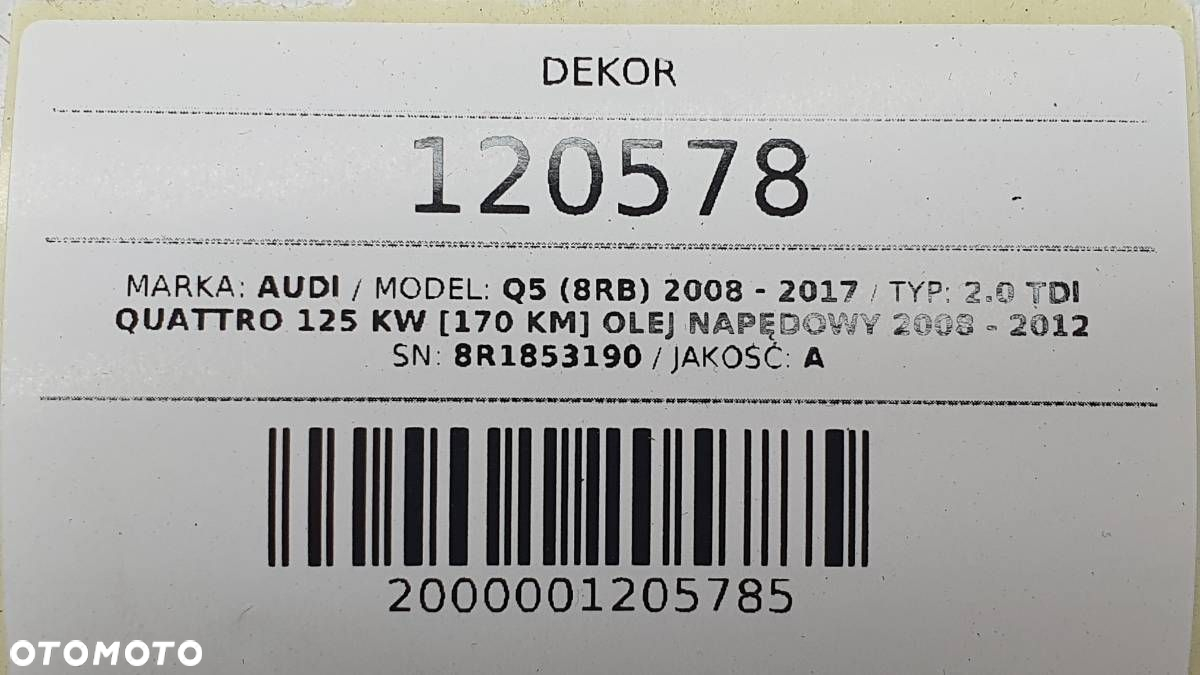 DEKOR
120578
MARKA: AUDI / MODEL: Q5 (8RB) 2008 - 2017 / TYP: 2.0 TDI
QUATTRO 125 KW [170 KM] OLEJ NAPĘDOWY 2008 - 2012
SN: 8R1853190 / JAKOŚĆ: A
2000001205785
OTOMOTO